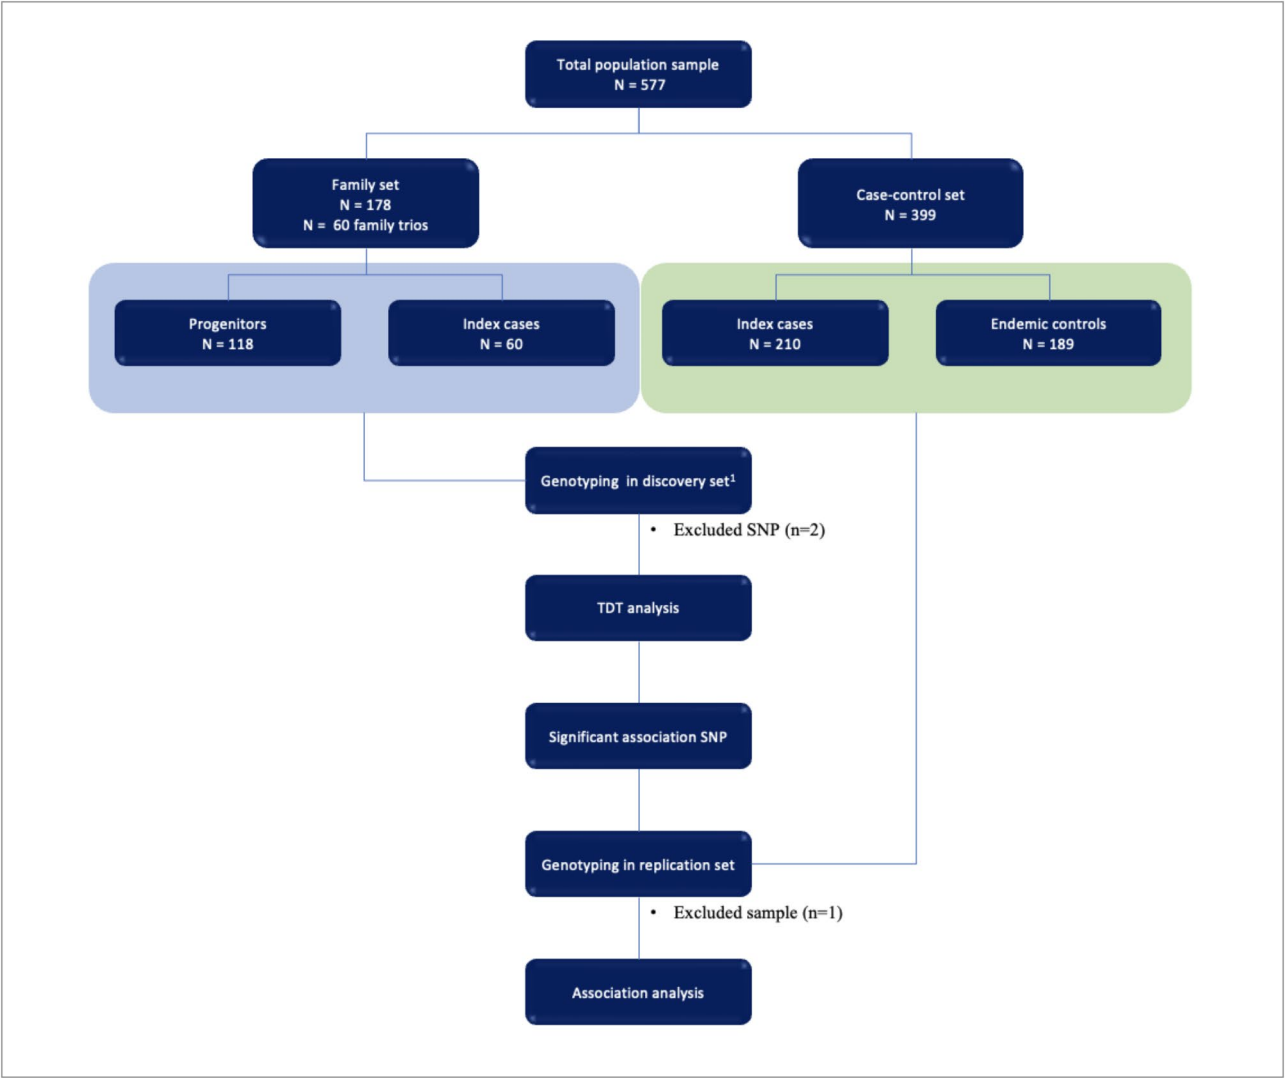 Total population sample
N = 577
Family set
N = 178
N =  60 family trios
Case-control set
N = 399
Progenitors
N = 118
Index cases
N = 60
Index cases
N = 210
Endemic controls
N = 189
Genotyping  in discovery set¹
• Excluded SNP (n=2)
TDT analysis
Significant association SNP
Genotyping in replication set
• Excluded sample (n=1)
Association analysis